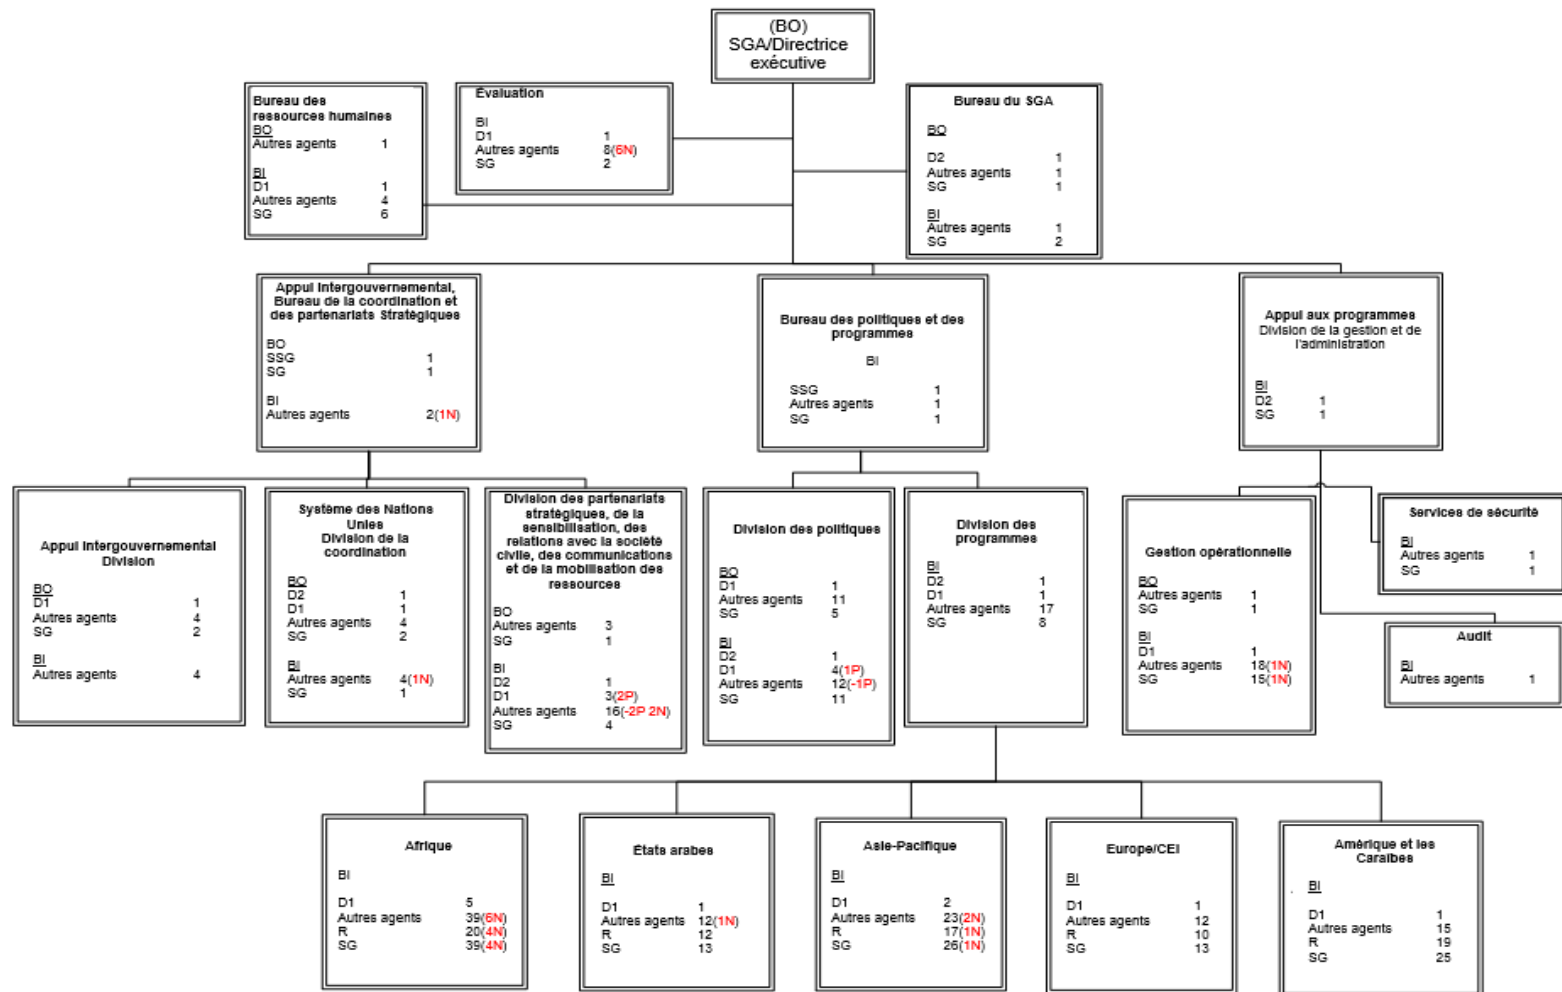 (BO)
SGA/Directrice
exécutive
Bureau des
ressources humaines
BO
Autres agents 1
BI
D1 1
Autres agents 4
SG 6
Évaluation
BI
D1 1
Autres agents 8(6N)
SG 2
Bureau du SGA
BO
D2 1
Autres agents 1
SG 1
BI
Autres agents 1
SG 2
Appui Intergouvernemental,
Bureau de la coordination et
des partenariats Stratégiques
BO
SSG 1
SG 1
BI
Autres agents 2(1N)
Bureau des politiques et des
programmes
BI
SSG 1
Autres agents 1
SG 1
Appui aux programmes
Division de la gestion et de
l'administration
BI
D2 1
SG 1
Appui Intergouvernemental
Division
BO
D1 1
Autres agents 4
SG 2
BI
Autres agents 4
Système des Nations
Unies
Division de la
coordination
BO
D2 1
D1 1
Autres agents 4
SG 2
BI
Autres agents 4(1N)
SG 1
Division des partenariats
stratégiques, de la
sensibilisation, des
relations avec la société
civile, des communications
et de la mobilisation des
ressources
BO
Autres agents 3
SG 1
BI
D2 1
D1 3(2P)
Autres agents 16(-2P 2N)
SG 4
Division des politiques
BO
D1 1
Autres agents 11
SG 5
BI
D2 1
D1 4(1P)
Autres agents 12(-1P)
SG 11
Division des
programmes
BI
D2 1
D1 1
Autres agents 17
SG 8
Gestion opérationnelle
BO
Autres agents 1
SG 1
BI
D1 1
Autres agents 18(1N)
SG 15(1N)
Services de sécurité
BI
Autres agents 1
SG 1
Audit
BI
Autres agents 1
Afrique
BI
D1 5
Autres agents 39(6N)
R 20(4N)
SG 39(4N)
États arabes
BI
D1 1
Autres agents 12(1N)
R 12
SG 13
Asie-Pacifique
BI
D1 2
Autres agents 23(2N)
R 17(1N)
SG 26(1N)
Europe/CEI
BI
D1 1
Autres agents 12
R 10
SG 13
Amérique et les
Caraïbes
BI
D1 1
Autres agents 15
R 19
SG 25